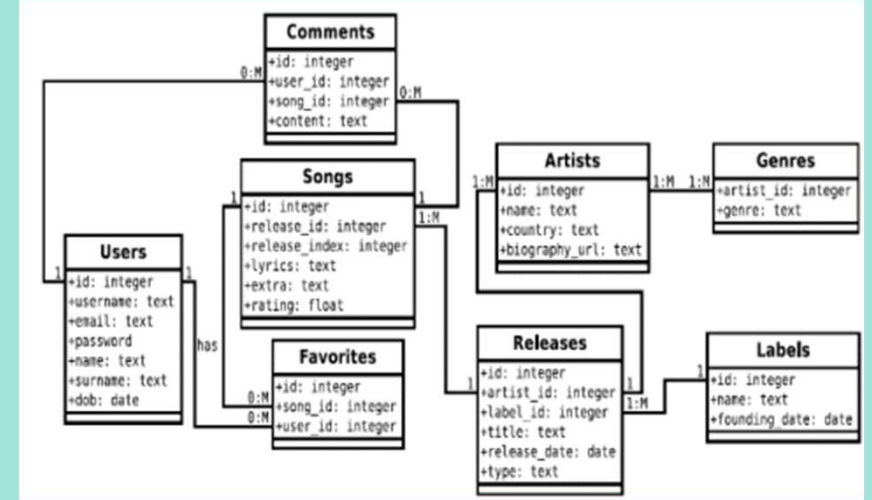 Comments
+id: integer
+user_id: integer
+song_id: integer
+content: text
0:M
0:M
Songs
+id: integer
+release_id: integer
+release_index: integer
+lyrics: text
+extra: text
+rating: float
1
1
1:M
Artists
+id: integer
+name: text
+country: text
+biography_url: text
1:M
1:M
Genres
+artist_id: integer
+genre: text
1:M
Users
+id: integer
+username: text
+email: text
+password
+name: text
+surname: text
+dob: date
1
1
has
Favorites
+id: integer
+song_id: integer
+user_id: integer
0:M
0:M
Releases
+id: integer
+artist_id: integer
+label_id: integer
+title: text
+release_date: date
+type: text
1
1
1:M
Labels
+id: integer
+name: text
+founding_date: date
1